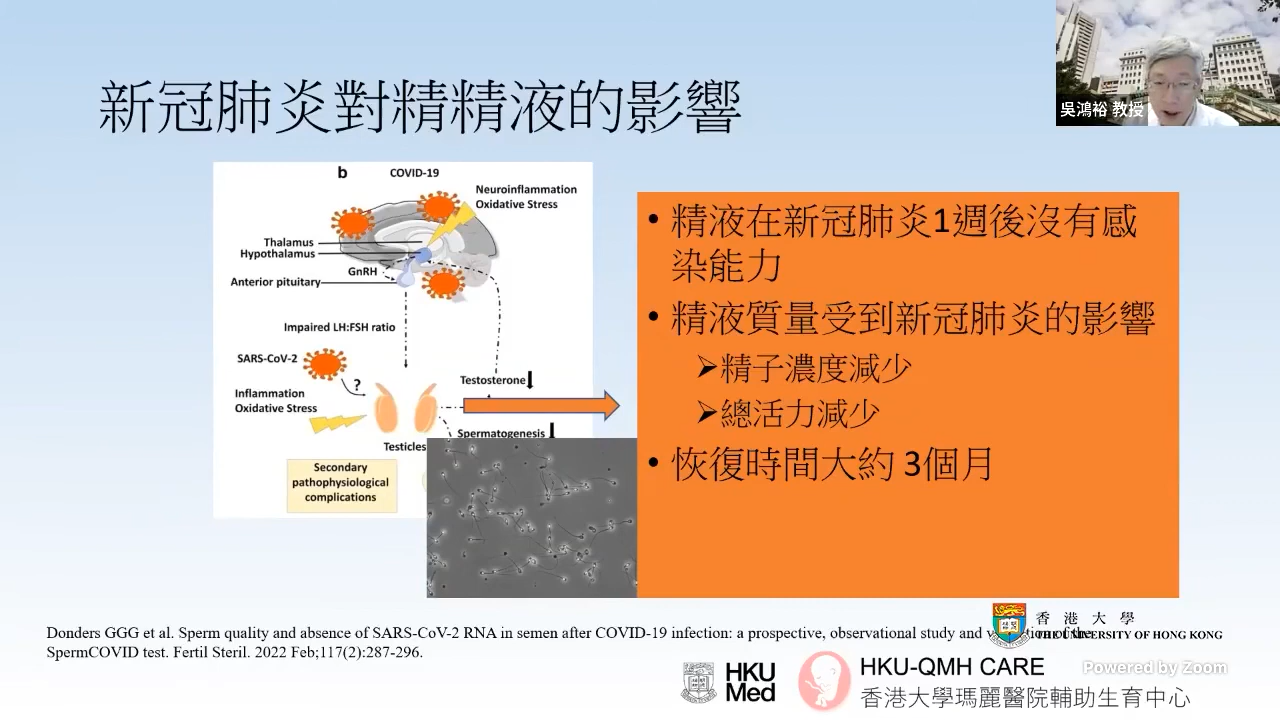 新冠肺炎對精精液的影響
吳鴻裕 教授
b COVID-19
Neuroinflammation
Oxidative Stress
Thalamus
Hypothalamus
GnRH
Anterior pituitary
Impaired LH:FSH ratio
SARS-CoV-2
?
Inflammation
Oxidative Stress
Testosterone
Spermatogenesis
Testicles
Secondary
pathophysiological
complications
• 精液在新冠肺炎1週後沒有感
染能力
• 精液質量受到新冠肺炎的影響
➢精子濃度減少
➢總活力減少
• 恢復時間大約 3個月
Donders GGG et al. Sperm quality and absence of SARS-CoV-2 RNA in semen after COVID-19 infection: a prospective, observational study and of the
SpermCOVID test. Fertil Steril. 2022 Feb;117(2):287-296.
香港大學
THE UNIVERSITY OF HONG KONG
HKU
Med
HKU-QMH CARE
香港大學瑪麗醫院輔助生育中心
Powered by Zoom